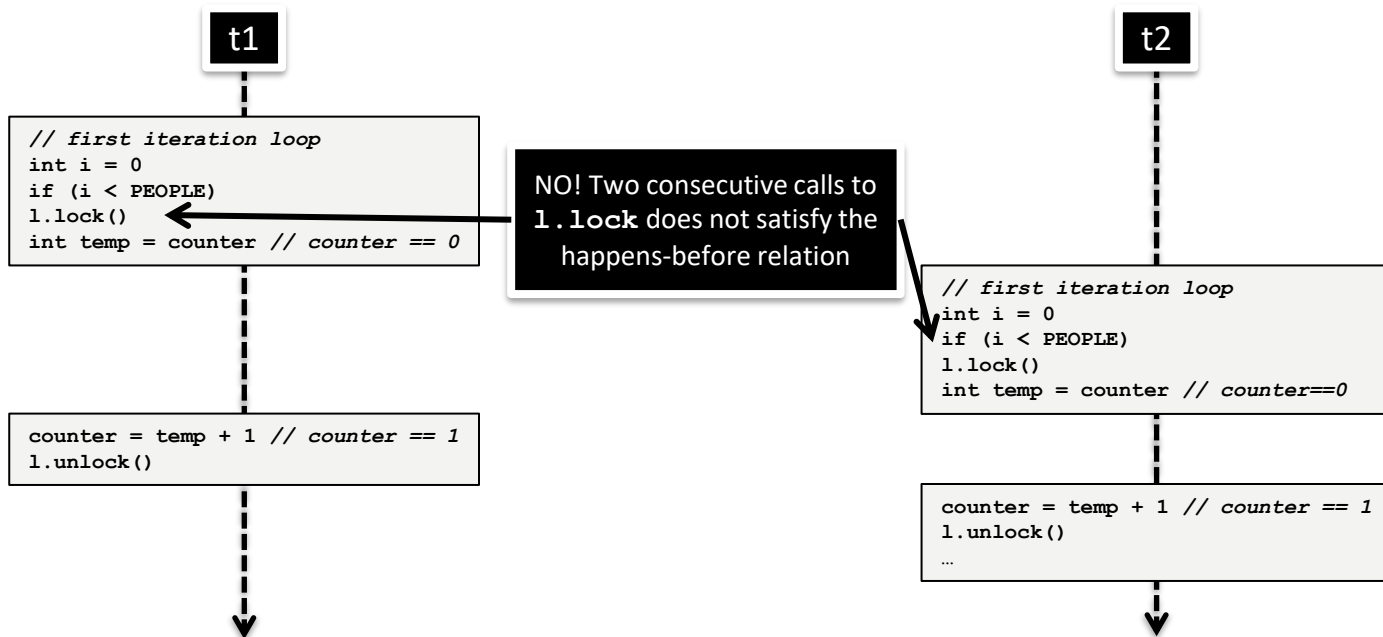 t1
t2
// first iteration loop
int i = 0
if (i < PEOPLE)
l.lock()
int temp = counter // counter == 0
NO! Two consecutive calls to
l.lock does not satisfy the
happens-before relation
// first iteration loop
int i = 0
if (i < PEOPLE)
l.lock()
int temp = counter // counter==0
counter = temp + 1 // counter == 1
l.unlock()
counter = temp + 1 // counter == 1
l.unlock()
…